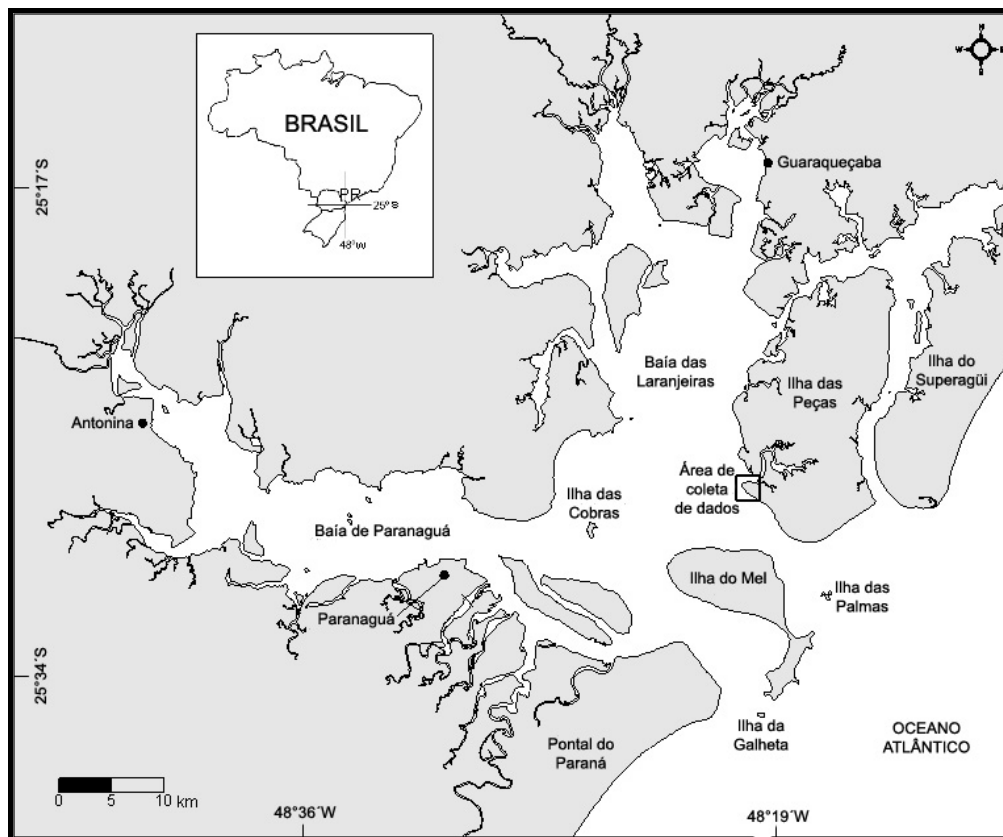 N
W
E
S
BRASIL
PR
25° S
48°W
Guaraqueçaba
25°17´S
Baía das
Laranjeiras
Ilha das
Peças
Ilha do
Superagüi
Antonina
Área de
coleta
de dados
Ilha das
Cobras
Baía de Paranaguá
Ilha do Mel
Ilha das
Palmas
Paranaguá
25°34´S
Ilha da
Galheta
OCEANO
ATLÂNTICO
Pontal do
Paraná
0 5 10 km
48°36´W
48°19´W